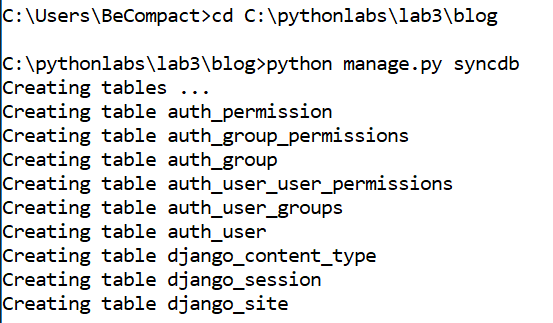 C:\Users\BeCompact>cd C:\pythonlabs\lab3\blog
C:\pythonlabs\lab3\blog>python manage.py syncdb
Creating tables ...
Creating table auth_permission
Creating table auth_group_permissions
Creating table auth_group
Creating table auth_user_user_permissions
Creating table auth_user_groups
Creating table auth_user
Creating table django_content_type
Creating table django_session
Creating table django_site